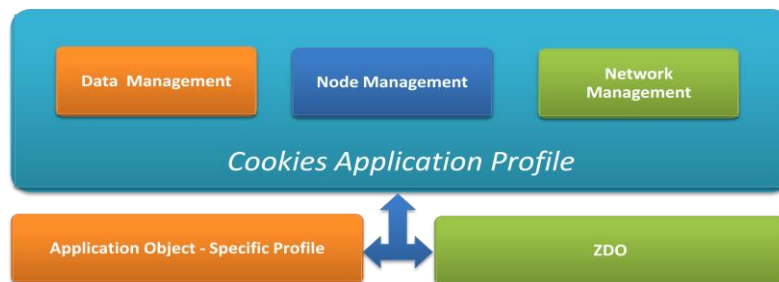 Data Management
Node Management
Network
Management
Cookies Application Profile
Application Object - Specific Profile
ZDO